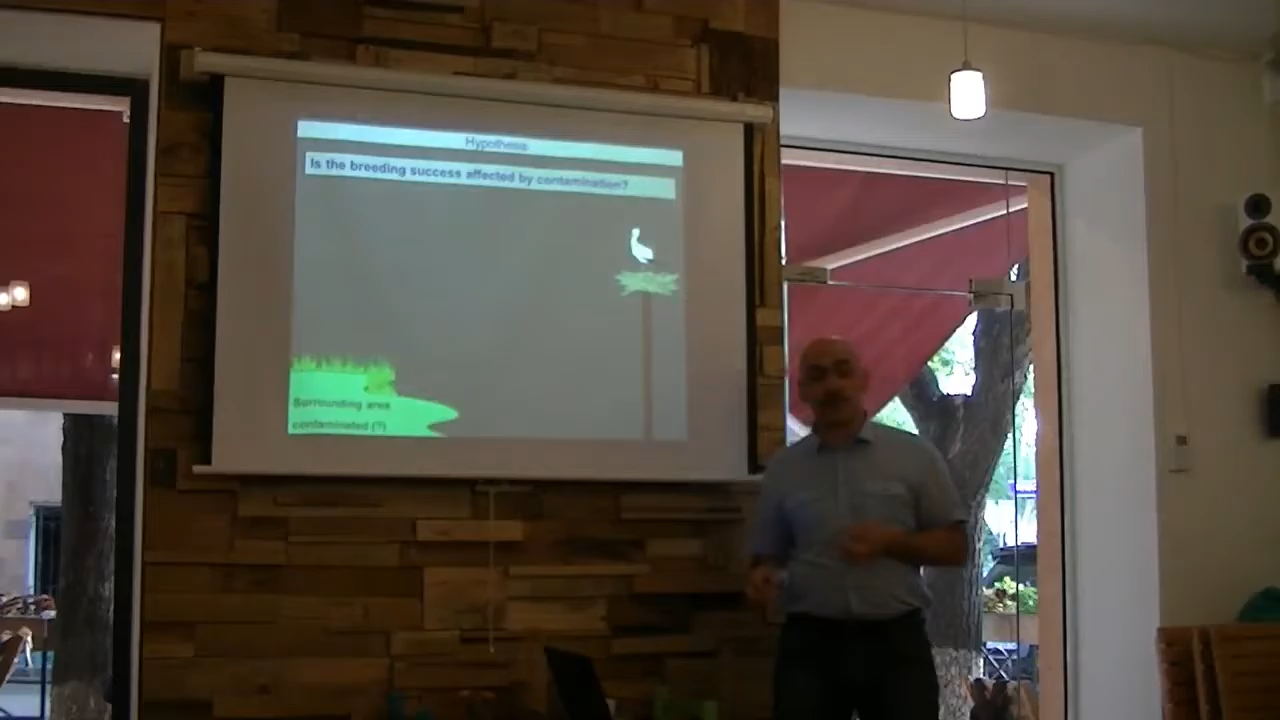 Hypothesis
Is the breeding success affected by contamination?
Surrounding area
contaminated (?)